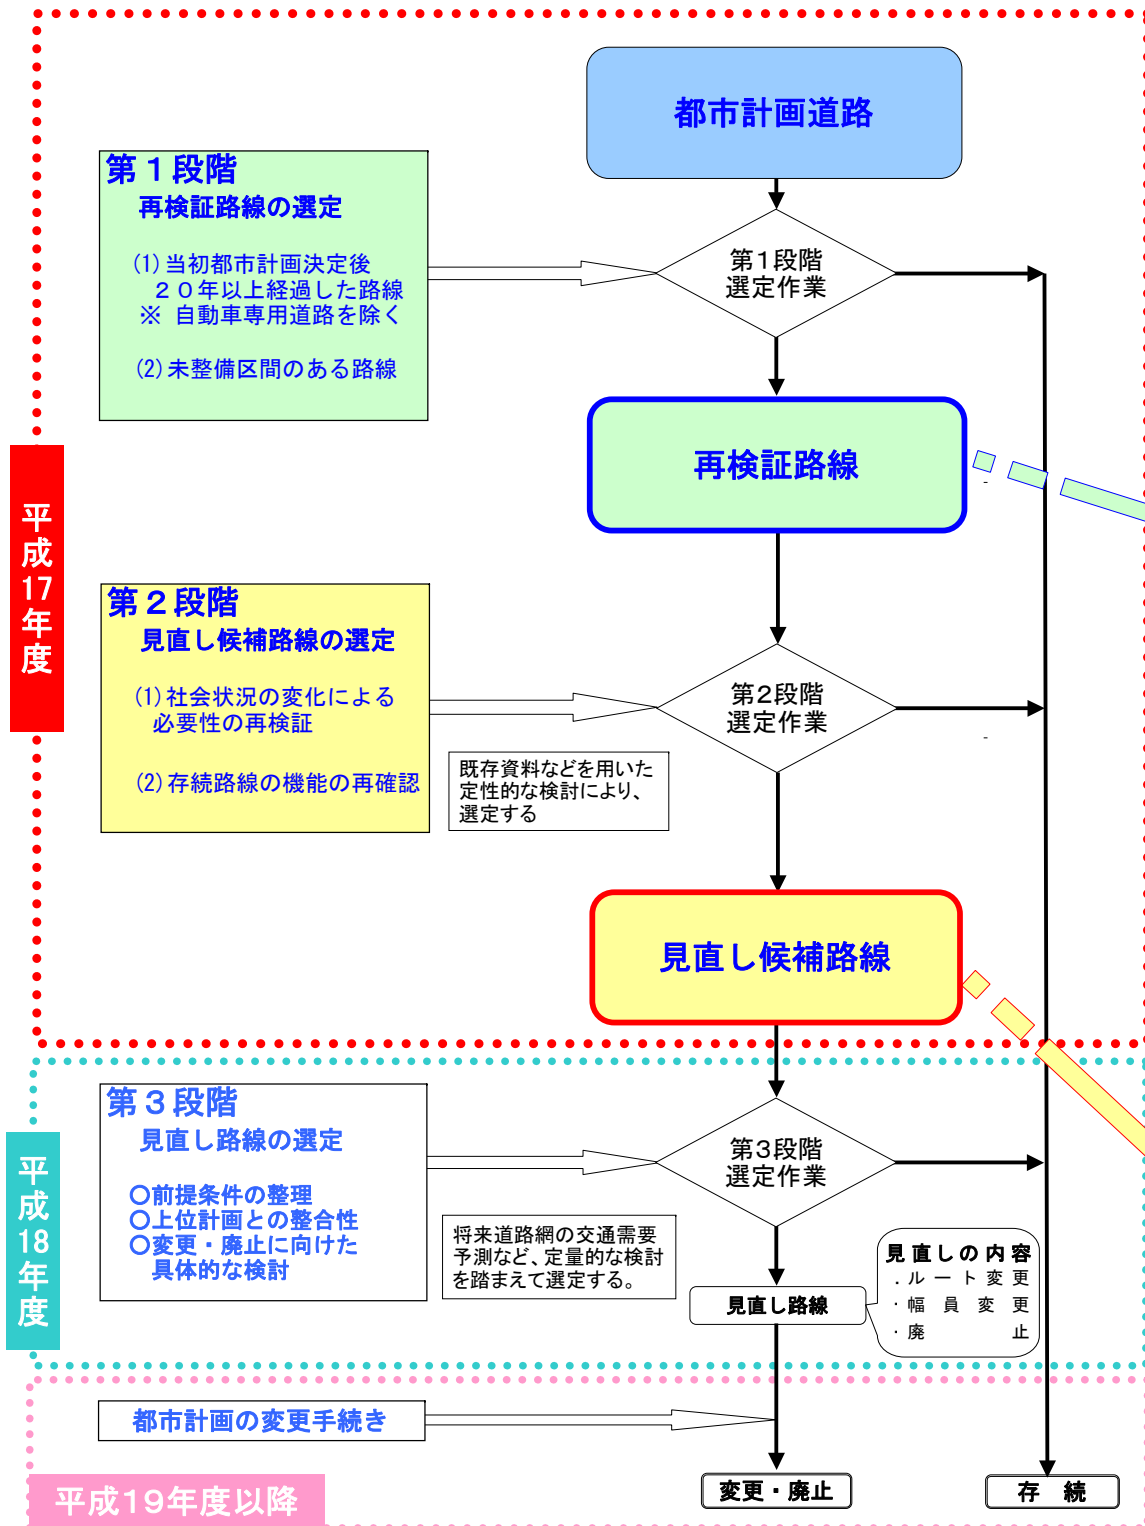 都市計画道路
第１段階
再検証路線の選定
(1)当初都市計画決定後
２０年以上経過した路線
※ 自動車専用道路を除く
(2)未整備区間のある路線
第1段階
選定作業
再検証路線
平成17年度
第２段階
見直し候補路線の選定
(1)社会状況の変化による
必要性の再検証
(2)存続路線の機能の再確認
第2段階
選定作業
既存資料などを用いた
定性的な検討により、
選定する
見直し候補路線
平成18年度
第３段階
見直し路線の選定
○前提条件の整理
○上位計画との整合性
○変更・廃止に向けた
具体的な検討
第3段階
選定作業
将来道路網の交通需要
予測など、定量的な検討
を踏まえて選定する。
見直し路線
見直しの内容
．ルート変更
・幅員変更
・廃止
都市計画の変更手続き
平成19年度以降
変更・廃止
存 続